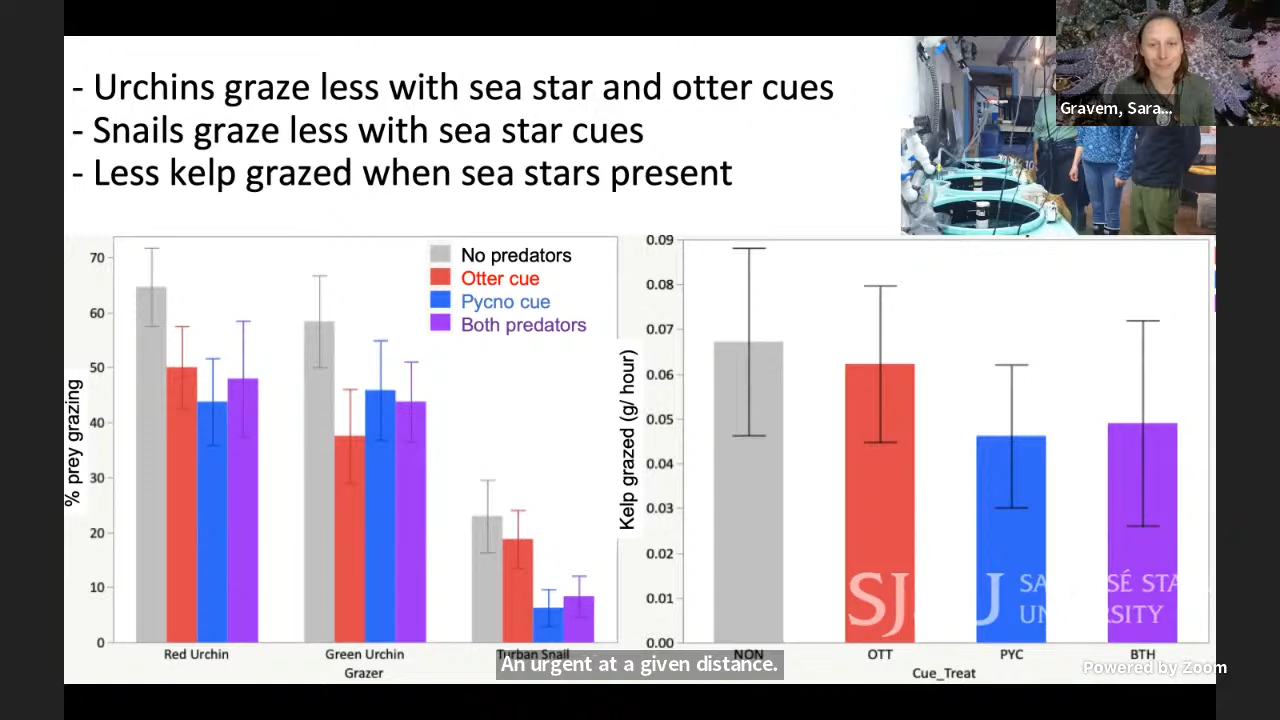 - Urchins graze less with sea star and otter cues
- Snails graze less with sea star cues
- Less kelp grazed when sea stars present
Gravem, Sara...
No predators
Otter cue
Pycno cue
Both predators
% prey grazing
70
60
50
40
30
20
10
0
Red Urchin
Green Urchin
Turban Snail
Grazer
Kelp grazed (g/ hour)
0.09
0.08
0.07
0.06
0.05
0.04
0.03
0.02
0.01
0.00
NON
OTT
PYC
BTH
Cue_Treat
An urgent at a given distance.
Powered by Zoom